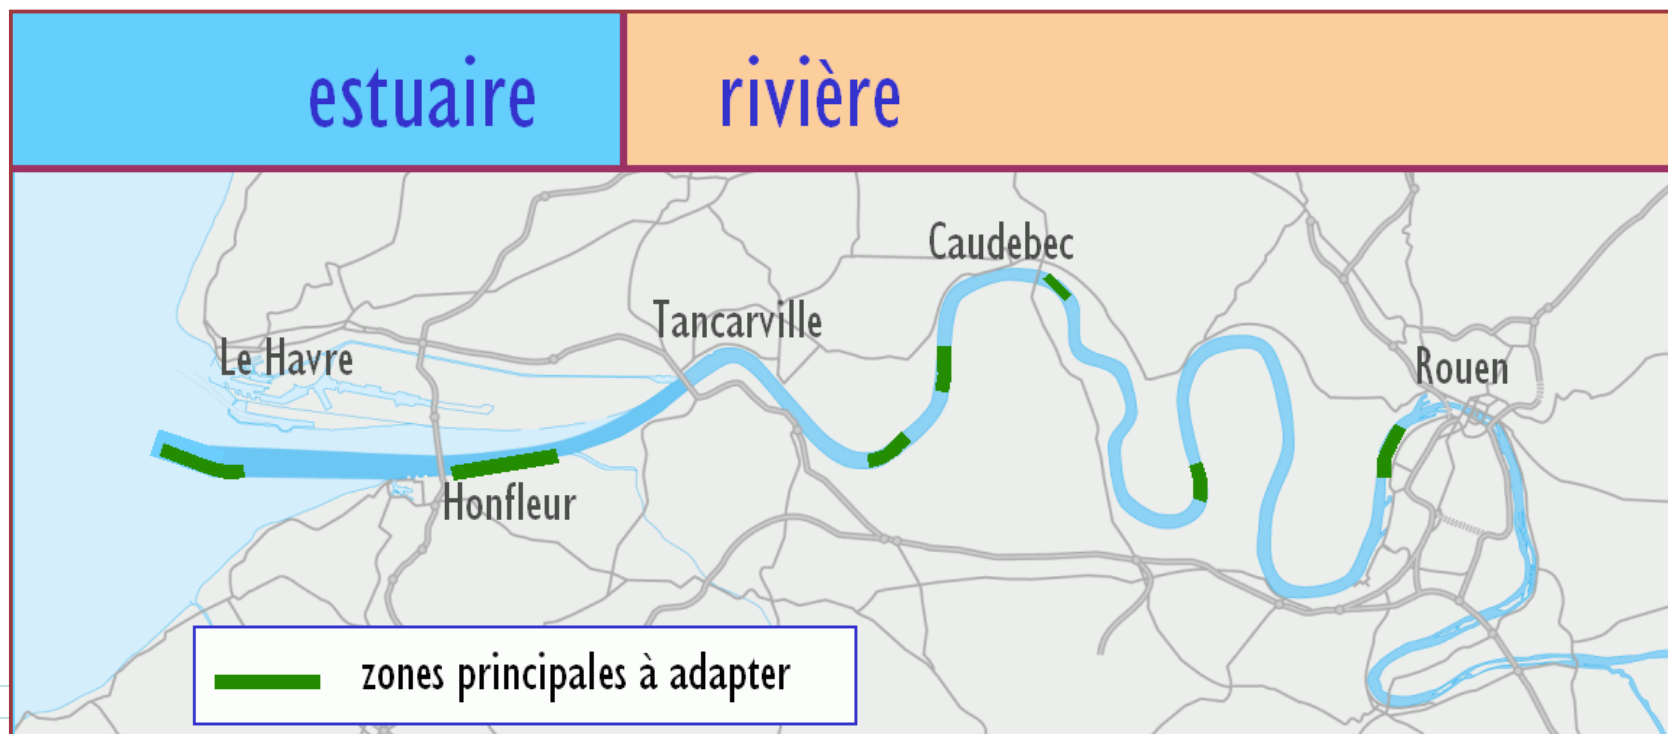 estuaire
rivière
Caudebec
Tancarville
Le Havre
Rouen
Honfleur
zones principales à adapter